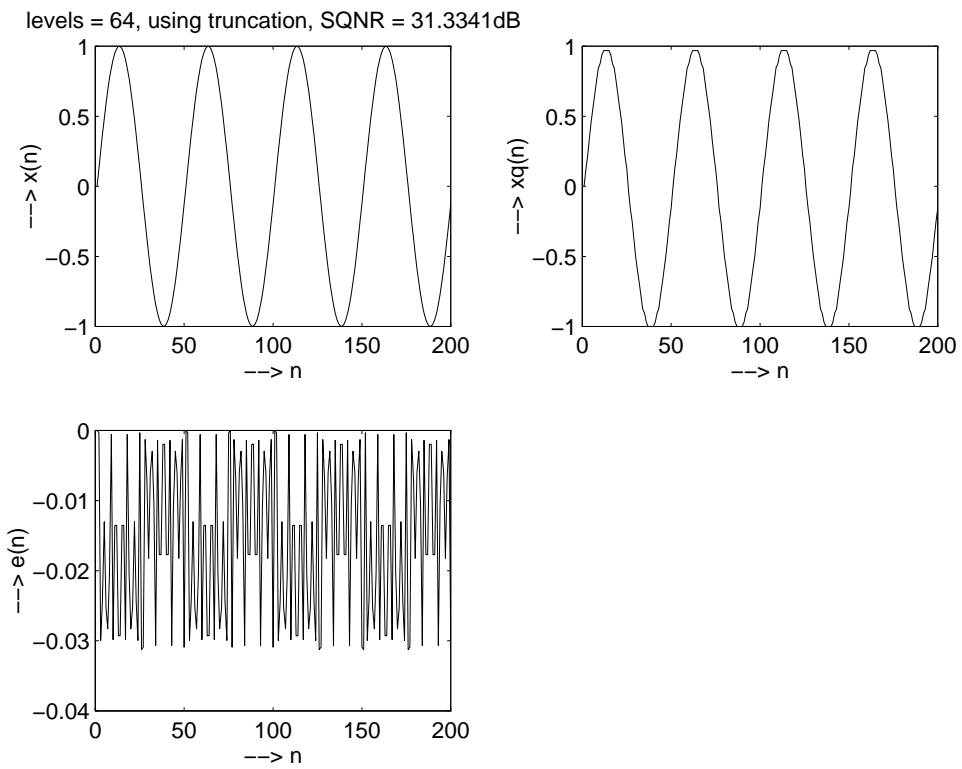 levels = 64, using truncation, SQNR = 31.3341dB
1
0.5
0
−0.5
−1
−−> x(n)
0 50 100 150 200
−−> n
1
0.5
0
−0.5
−1
−−> xq(n)
0 50 100 150 200
−−> n
0
−0.01
−0.02
−0.03
−0.04
−−> e(n)
0 50 100 150 200
−−> n